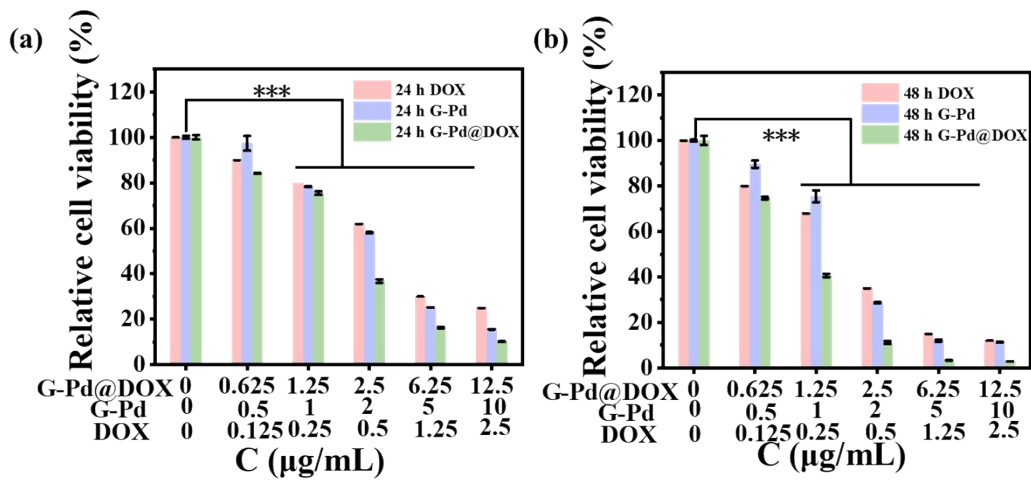 (a)
Relative cell viability (%)
120
100
80
60
40
20
0
***
24 h DOX
24 h G-Pd
24 h G-Pd@DOX
G-Pd@DOX 0 0.625 1.25 2.5 6.25 12.5
G-Pd 0 0.5 1 2 5 10
DOX 0 0.125 0.25 0.5 1.25 2.5
C (μg/mL)
(b)
Relative cell viability (%)
120
100
80
60
40
20
0
***
48 h DOX
48 h G-Pd
48 h G-Pd@DOX
G-Pd@DOX 0 0.625 1.25 2.5 6.25 12.5
G-Pd 0 0.5 1 2 5 10
DOX 0 0.125 0.25 0.5 1.25 2.5
C (μg/mL)